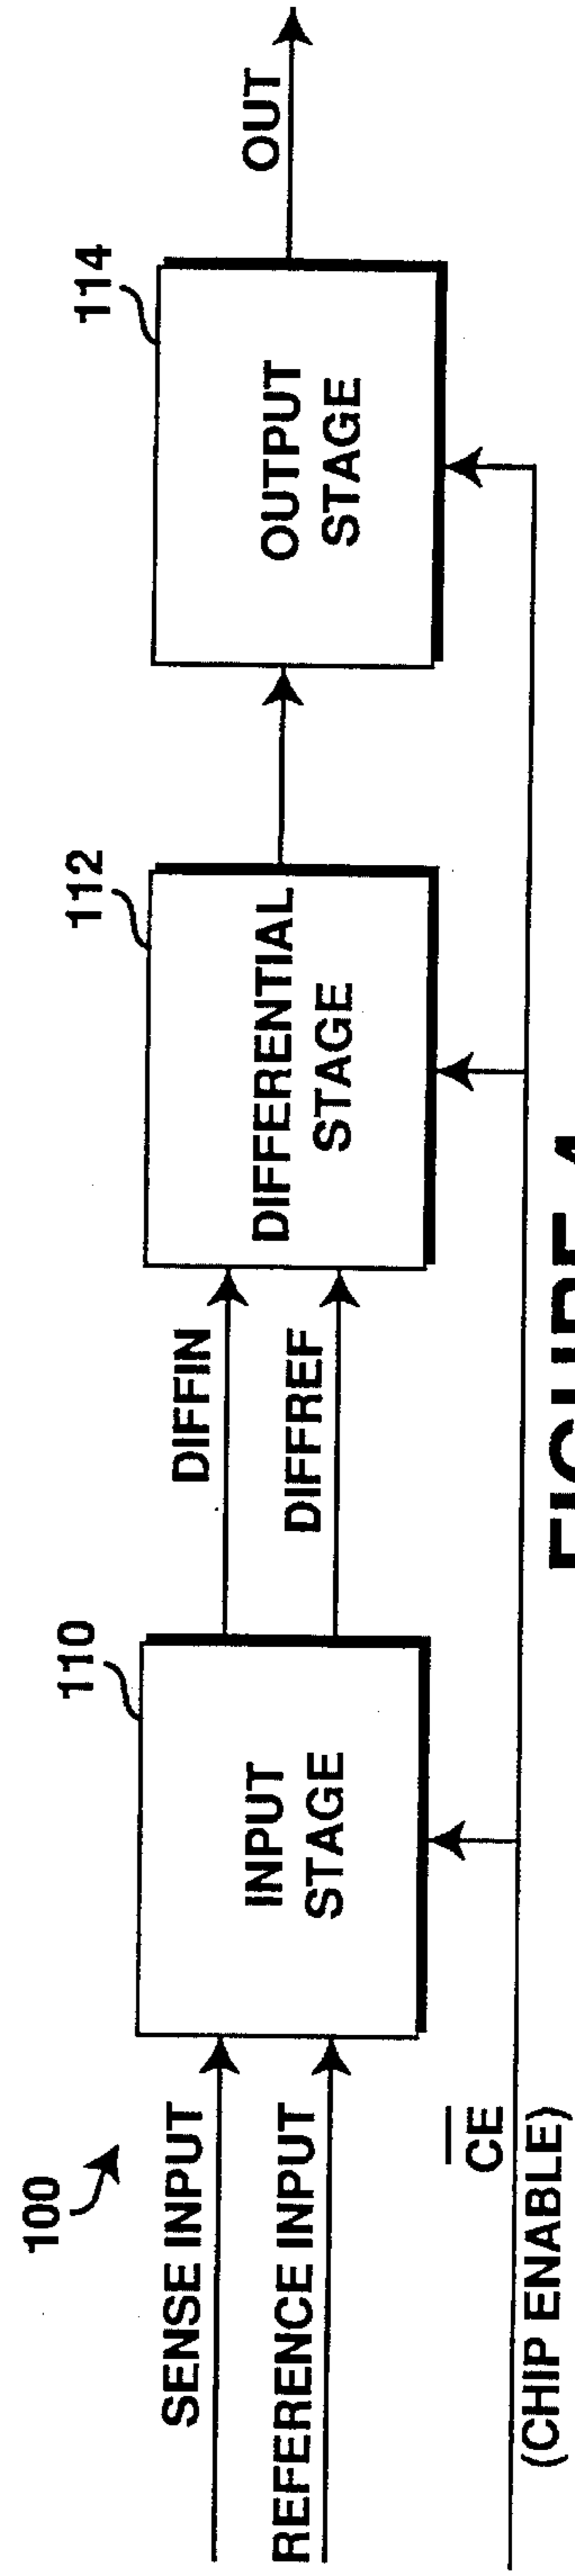 100
SENSE INPUT
REFERENCE INPUT
CE
(CHIP ENABLE)
110
INPUT
STAGE
DIFFIN
DIFFREF
112
DIFFERENTIAL
STAGE
114
OUTPUT
STAGE
OUT
FIGURE